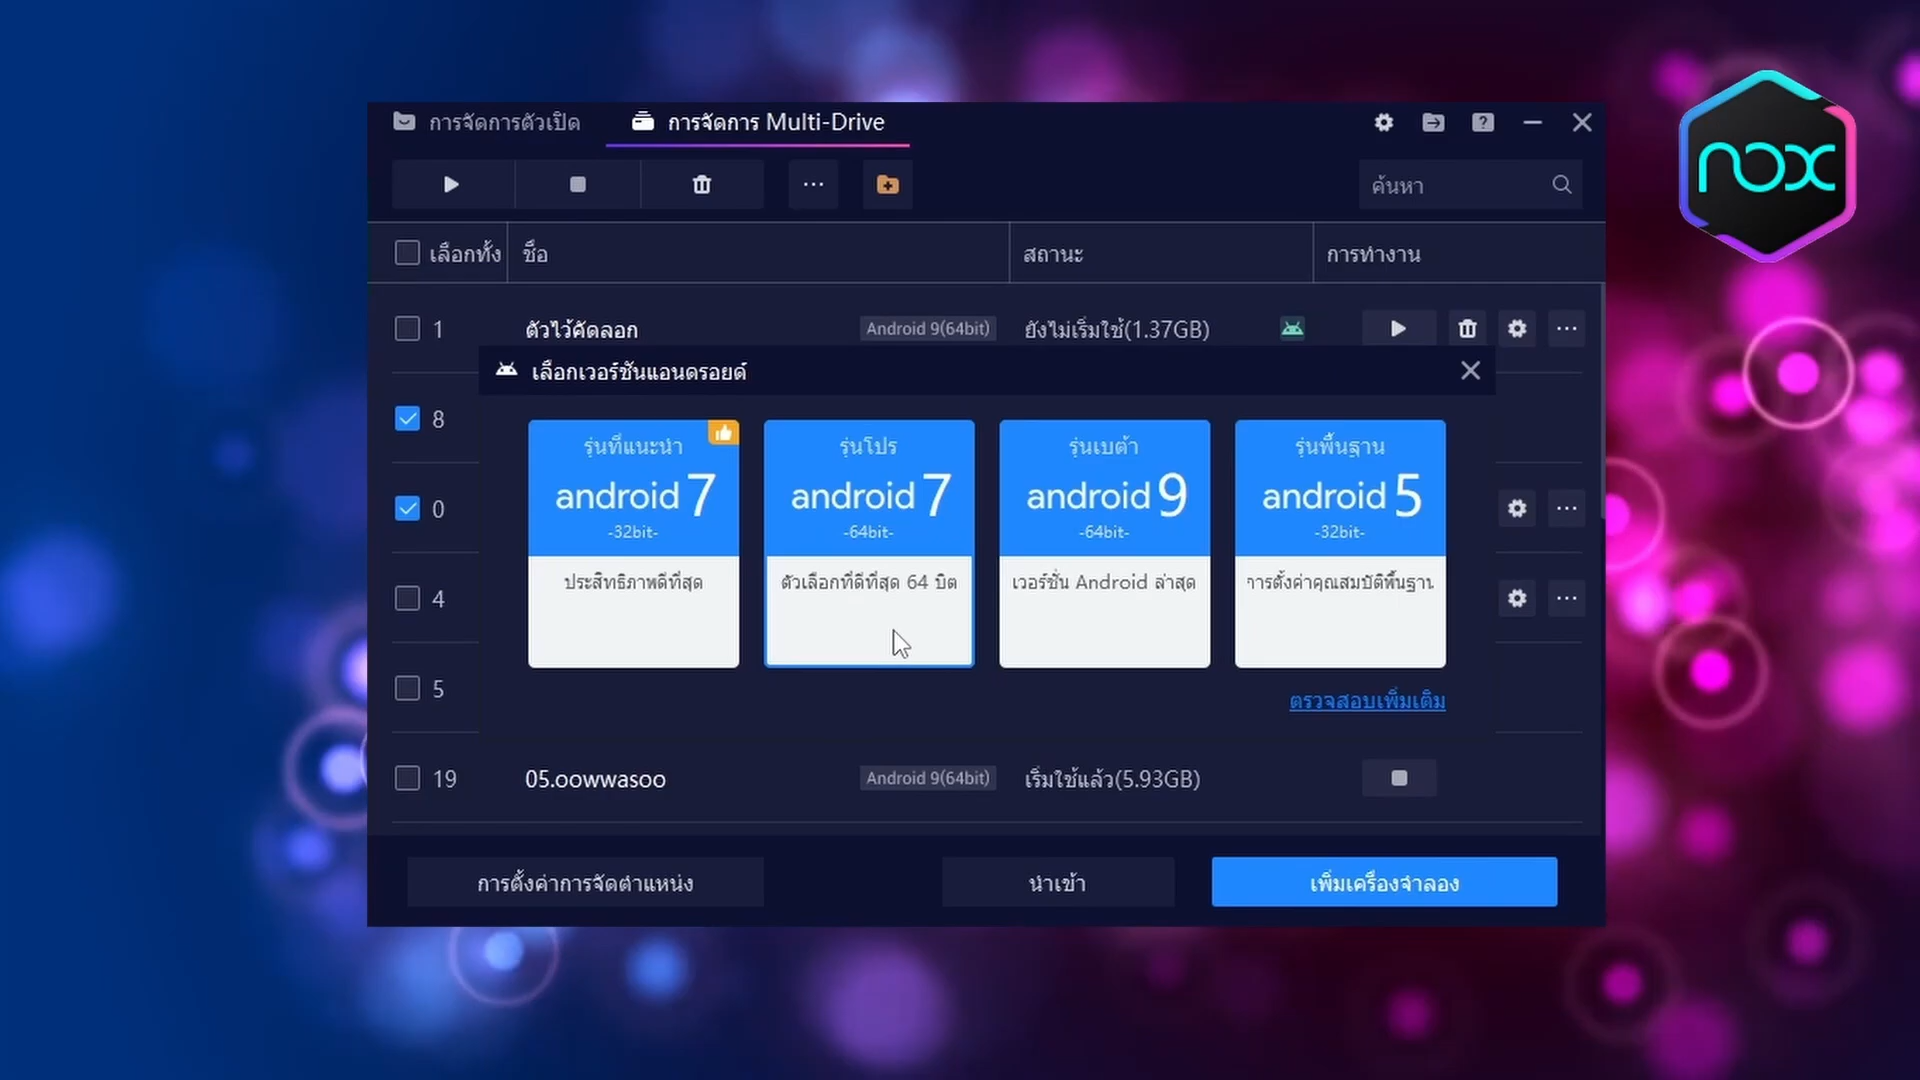 การจัดการตัวเปิด
การจัดการ Multi-Drive
nox
ค้นหา
เลือกทั้ง
ชื่อ
สถานะ
การทำงาน
1
ตัวไว้คัดลอก
Android 9(64bit)
ยังไม่เริ่มใช้(1.37GB)
เลือกเวอร์ชันแอนดรอยด์
8
0
4
5
รุ่นที่แนะนำ
android 7
-32bit-
ประสิทธิภาพดีที่สุด
รุ่นโปร
android 7
-64bit-
ตัวเลือกที่ดีที่สุด 64 บิต
รุ่นเบต้า
android 9
-64bit-
เวอร์ชั่น Android ล่าสุด
รุ่นพื้นฐาน
android 5
-32bit-
การตั้งค่าคุณสมบัติพื้นฐาน
ตรวจสอบเพิ่มเติม
19
05.oowwasoo
Android 9(64bit)
เริ่มใช้แล้ว(5.93GB)
การตั้งค่าการจัดตำแหน่ง
นำเข้า
เพิ่มเครื่องจำลอง